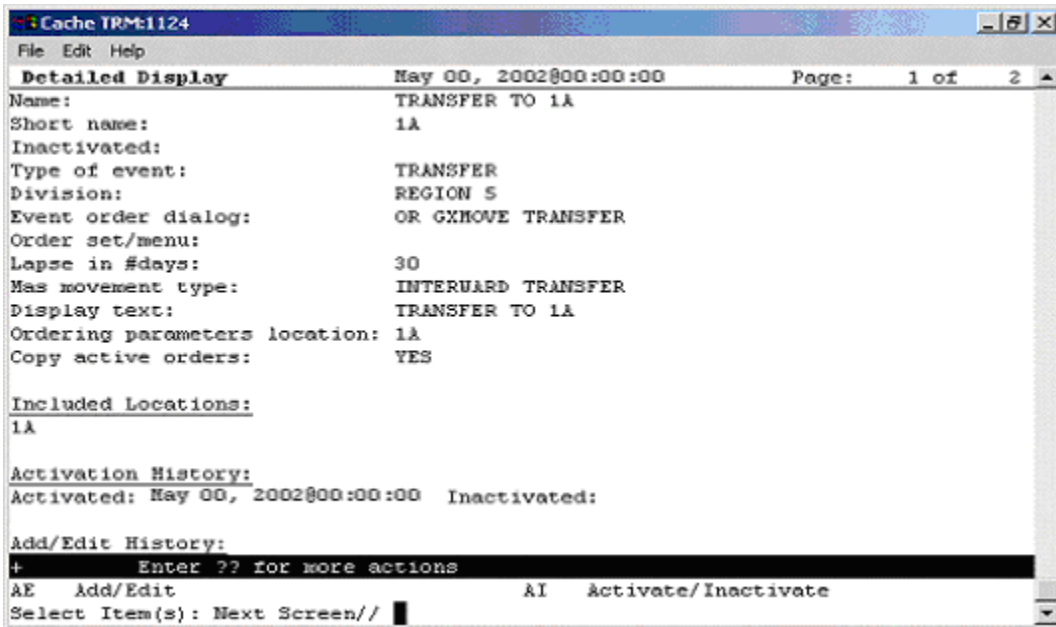 Cache TRM:1124
File Edit Help
Detailed Display May 00, 2002@00:00:00 Page: 1 of 2
Name: TRANSFER TO 1A
Short name: 1A
Inactivated:
Type of event: TRANSFER
Division: REGION 5
Event order dialog: OR GXMOVE TRANSFER
Order set/menu:
Lapse in #days: 30
Mas movement type: INTERWARD TRANSFER
Display text: TRANSFER TO 1A
Ordering parameters location: 1A
Copy active orders: YES
Included Locations:
1A
Activation History:
Activated: May 00, 2002@00:00:00 Inactivated:
Add/Edit History:
+ Enter ?? for more actions
AE Add/Edit AI Activate/Inactivate
Select Item(s): Next Screen//